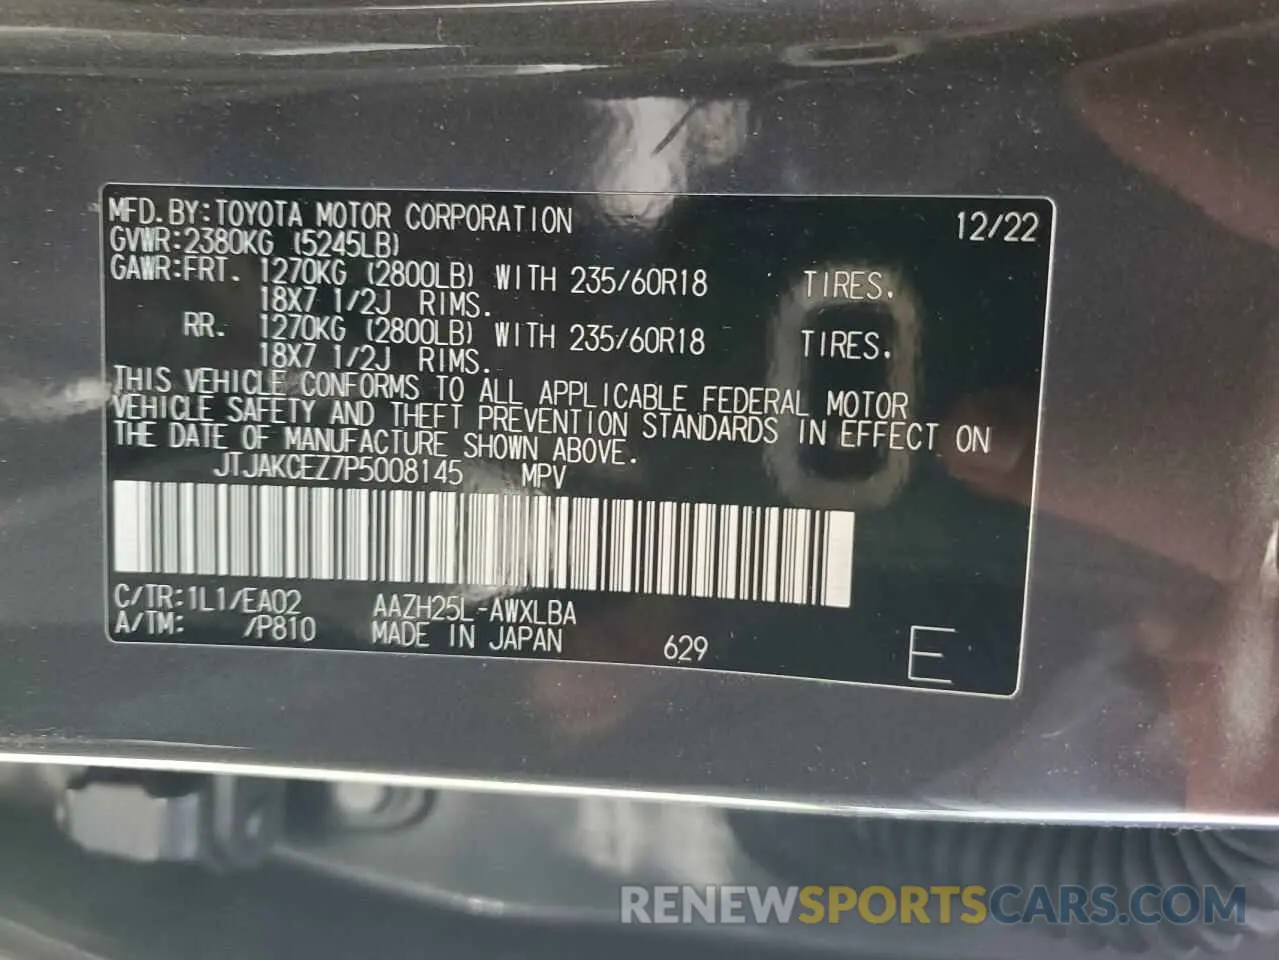 MFD.BY:TOYOTA MOTOR CORPORATION 12/22
GVWR:2380KG (5245LB)
GAWR:FRT. 1270KG (2800LB) WITH 235/60R18 TIRES.
18X7 1/2J RIMS.
RR. 1270KG (2800LB) WITH 235/60R18 TIRES.
18X7 1/2J RIMS.
THIS VEHICLE CONFORMS TO ALL APPLICABLE FEDERAL MOTOR
VEHICLE SAFETY AND THEFT PREVENTION STANDARDS IN EFFECT ON
THE DATE OF MANUFACTURE SHOWN ABOVE.
JTJAKCEZ7P5008145 MPV
C/TR:1L1/EA02 AAZH25L-AWXLBA
A/TM: /P810 MADE IN JAPAN 629 E
RENEWSPORTSCARS.COM